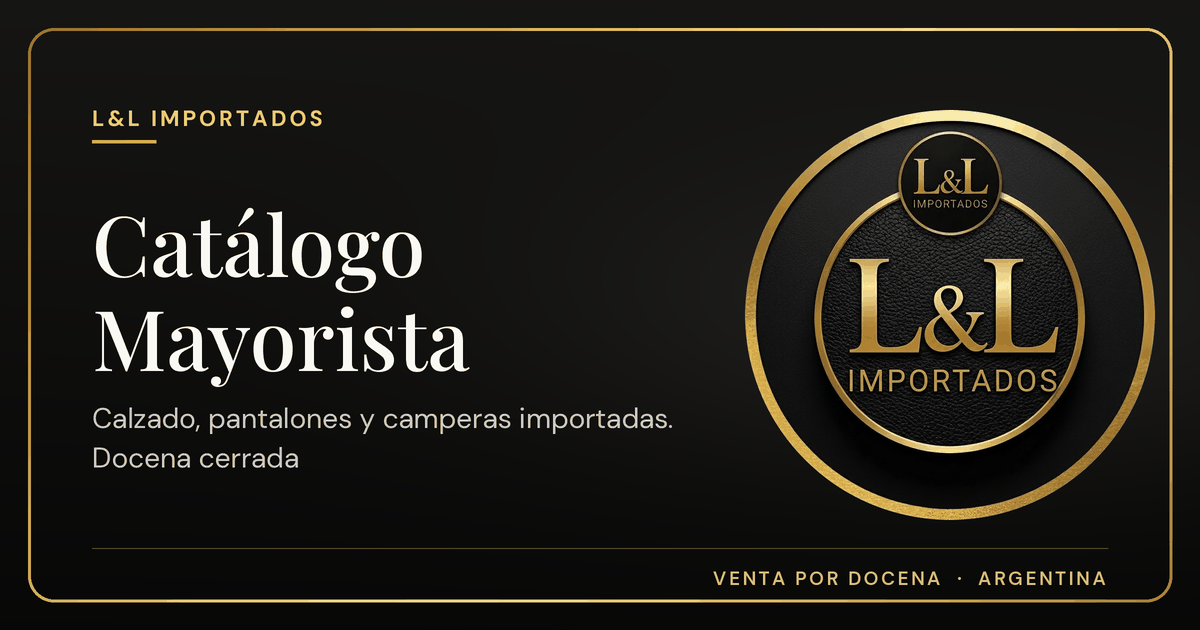 L&L IMPORTADOS
Catálogo
Mayorista
Calzado, pantalones y camperas importadas.
Docena cerrada
L&L
IMPORTADOS
L&L
IMPORTADOS
VENTA POR DOCENA · ARGENTINA